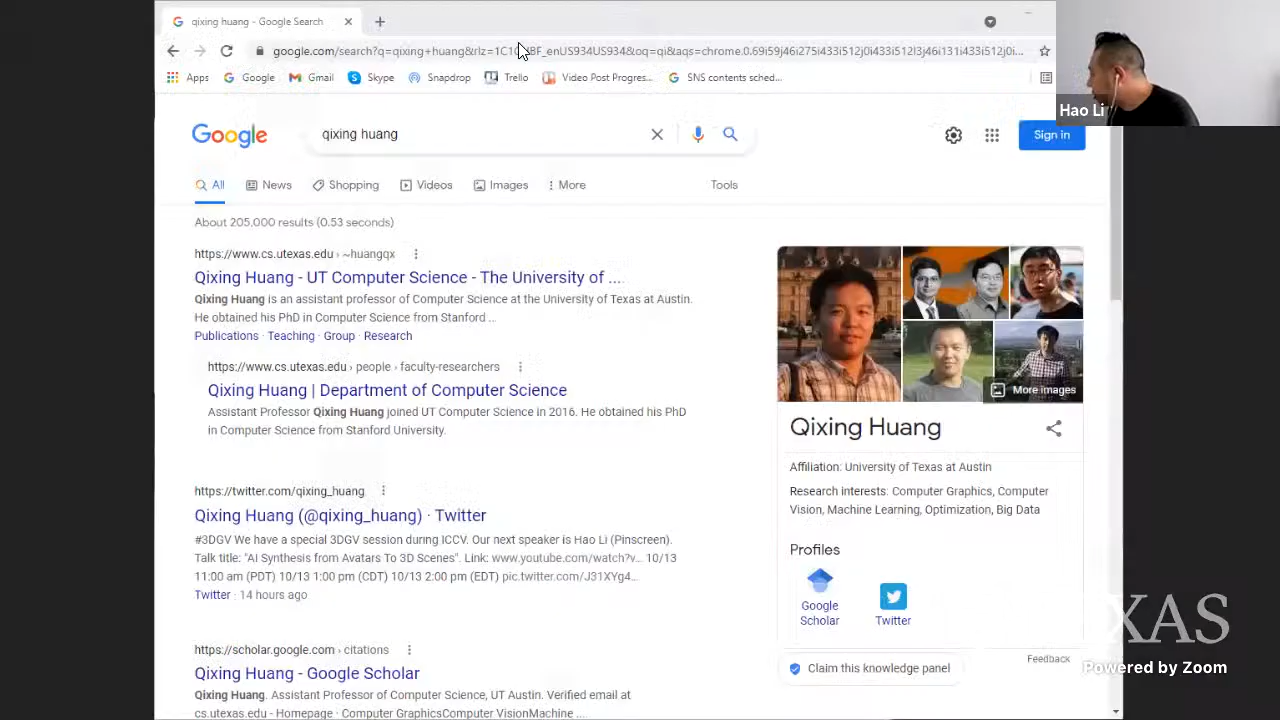 qixing huang - Google Search
google.com/search?q=qixing+huang&rlz=1C1
BF_enUS934US934&oq=qi&aqs=chrome.0.69i59j46i275i433i512j0i433i512l3j46i131i433i512j0i...
Apps Google Gmail Skype Snapdrop Trello Video Post Progres... SNS contents sched...
Hao Li
Google qixing huang Sign in
All News Shopping Videos Images More Tools
About 205,000 results (0.53 seconds)
https://www.cs.utexas.edu › ~huangqx
Qixing Huang - UT Computer Science - The University of ...
Qixing Huang is an assistant professor of Computer Science at the University of Texas at Austin.
He obtained his PhD in Computer Science from Stanford ...
Publications · Teaching · Group · Research
https://www.cs.utexas.edu › people › faculty-researchers
Qixing Huang | Department of Computer Science
Assistant Professor Qixing Huang joined UT Computer Science in 2016. He obtained his PhD
in Computer Science from Stanford University.
https://twitter.com/qixing_huang
Qixing Huang (@qixing_huang) · Twitter
#3DGV We have a special 3DGV session during ICCV. Our next speaker is Hao Li (Pinscreen).
Talk title: "AI Synthesis from Avatars To 3D Scenes". Link: www.youtube.com/watch?v... 10/13
11:00 am (PDT) 10/13 1:00 pm (CDT) 10/13 2:00 pm (EDT) pic.twitter.com/J31XYg4...
Twitter · 14 hours ago
https://scholar.google.com › citations
Qixing Huang - Google Scholar
Qixing Huang. Assistant Professor of Computer Science, UT Austin. Verified email at
cs.utexas.edu - Homepage · Computer GraphicsComputer VisionMachine ...
More images
Qixing Huang
Affiliation: University of Texas at Austin
Research interests: Computer Graphics, Computer
Vision, Machine Learning, Optimization, Big Data
Profiles
Google
Scholar
Twitter
Feedback
Claim this knowledge panel
XAS
Powered by Zoom